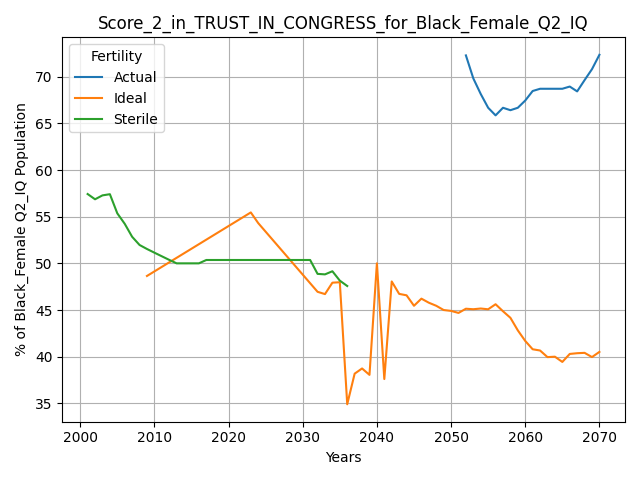 Score_2_in_TRUST_IN_CONGRESS_for_Black_Female_Q2_IQ
Fertility
Actual
Ideal
Sterile
% of Black_Female Q2_IQ Population
70
65
60
55
50
45
40
35
2000
2010
2020
2030
2040
2050
2060
2070
Years